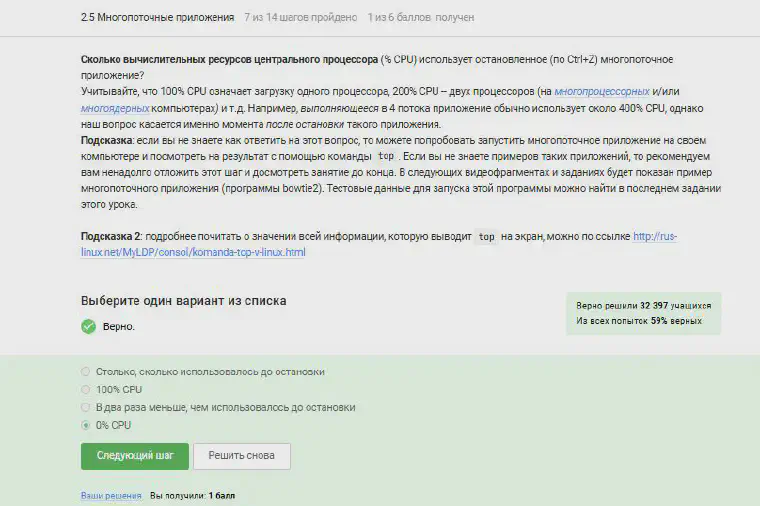 2.5 Многопоточные приложения 7 из 14 шагов пройдено 1 из 6 баллов получен
Сколько вычислительных ресурсов центрального процессора (% CPU) использует остановленное (по Ctrl+Z) многопоточное
приложение?
Учитывайте, что 100% CPU означает загрузку одного процессора, 200% CPU – двух процессоров (на многопроцессорных и/или
многоядерных компьютерах) и т.д. Например, выполняющееся в 4 потока приложение обычно использует около 400% CPU, однако
наш вопрос касается именно момента после остановки такого приложения.
Подсказка: если вы не знаете как ответить на этот вопрос, то можете попробовать запустить многопоточное приложение на своем
компьютере и посмотреть на результат с помощью команды top . Если вы не знаете примеров таких приложений, то рекомендуем
вам ненадолго отложить этот шаг и досмотреть занятие до конца. В следующих видеофрагментах и заданиях будет показан пример
многопоточного приложения (программы bowtie2). Тестовые данные для запуска этой программы можно найти в последнем задании
этого урока.
Подсказка 2: подробнее почитать о значении всей информации, которую выводит top на экран, можно по ссылке http://rus-
linux.net/MyLDP/consol/komanda-top-v-linux.html
Выберите один вариант из списка
Верно решили 32 397 учащихся
Из всех попыток 59% верных
Верно.
Столько, сколько использовалось до остановки
100% CPU
В два раза меньше, чем использовалось до остановки
0% CPU
Следующий шаг Решить снова
Ваши решения Вы получили: 1 балл